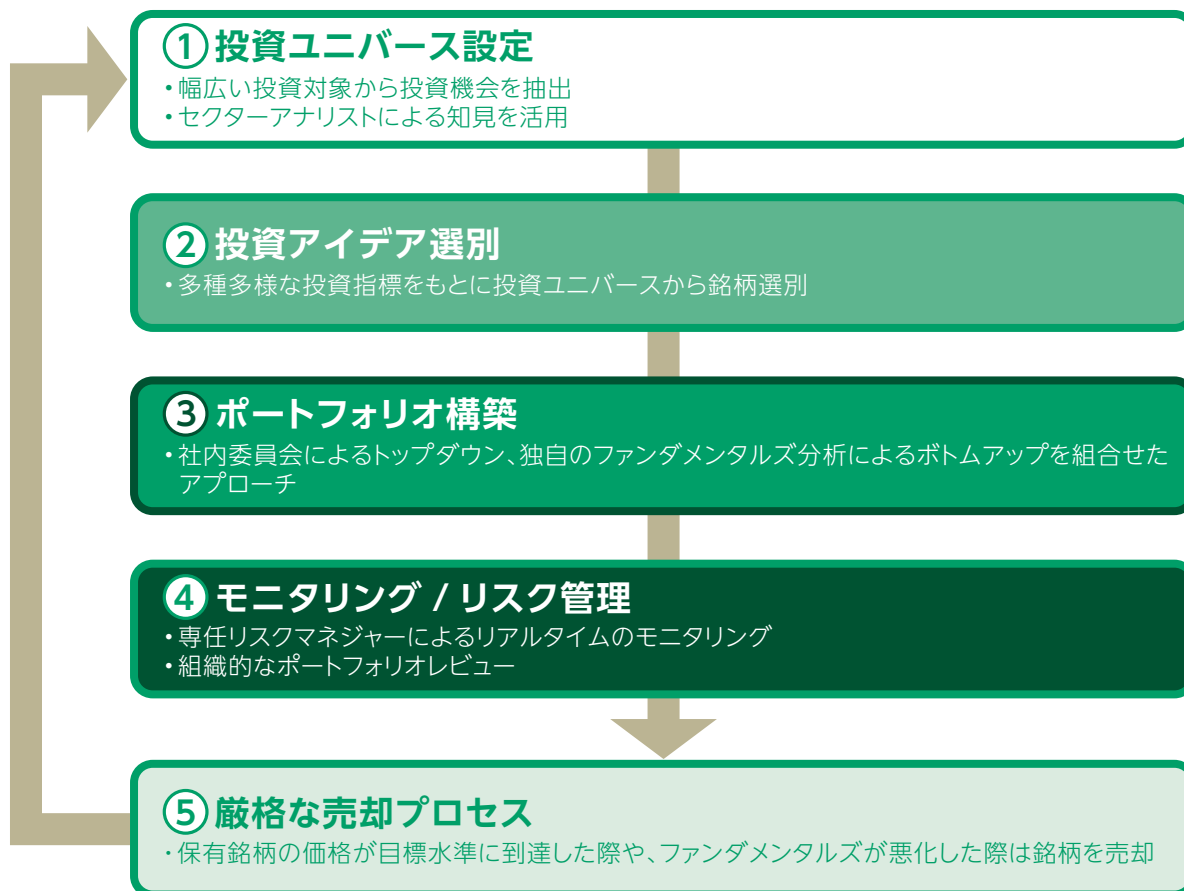 ①投資ユニバース設定
・幅広い投資対象から投資機会を抽出
・セクターアナリストによる知見を活用
②投資アイデア選別
・多種多様な投資指標をもとに投資ユニバースから銘柄選別
③ポートフォリオ構築
・社内委員会によるトップダウン、独自のファンダメンタルズ分析によるボトムアップを組合せた
アプローチ
④モニタリング / リスク管理
・専任リスクマネジャーによるリアルタイムのモニタリング
・組織的なポートフォリオレビュー
⑤厳格な売却プロセス
・保有銘柄の価格が目標水準に到達した際や、ファンダメンタルズが悪化した際は銘柄を売却